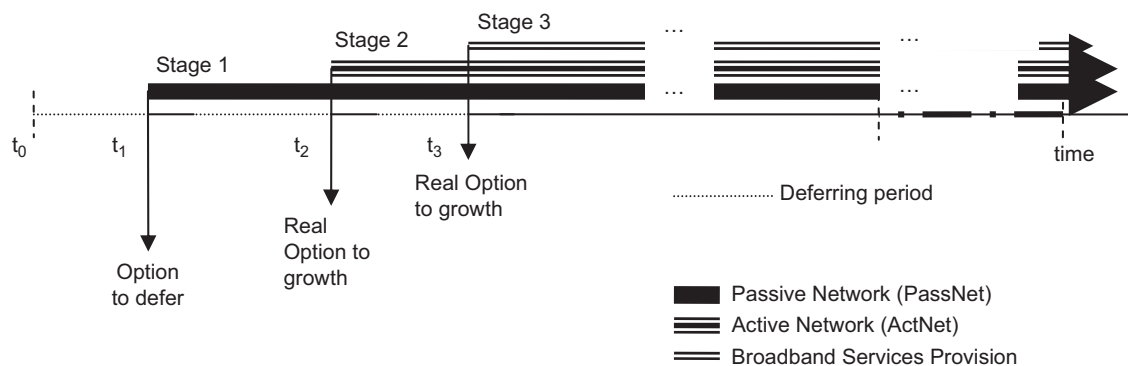 Stage 1
Stage 2
Stage 3
...
...
...
...
t0
t1
t2
t3
time
Option
to defer
Real
Option to
growth
Real Option
to growth
Deferring period
Passive Network (PassNet)
Active Network (ActNet)
Broadband Services Provision